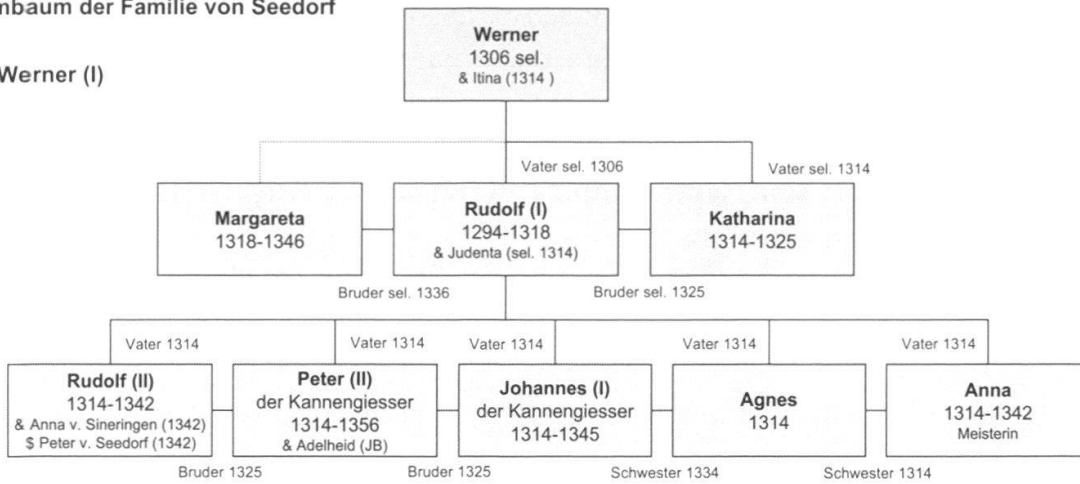 mbaum der Familie von Seedorf
Werner (I)
Werner
1306 sel.
& Itina (1314 )
Vater sel. 1306
Vater sel. 1314
Margareta
1318-1346
Rudolf (I)
1294-1318
& Judenta (sel. 1314)
Katharina
1314-1325
Bruder sel. 1336
Bruder sel. 1325
Vater 1314
Vater 1314
Vater 1314
Vater 1314
Vater 1314
Rudolf (II)
1314-1342
& Anna v. Sineringen (1342)
$ Peter v. Seedorf (1342)
Peter (II)
der Kannengiesser
1314-1356
& Adelheid (JB)
Johannes (I)
der Kannengiesser
1314-1345
Agnes
1314
Anna
1314-1342
Meisterin
Bruder 1325
Bruder 1325
Schwester 1334
Schwester 1314